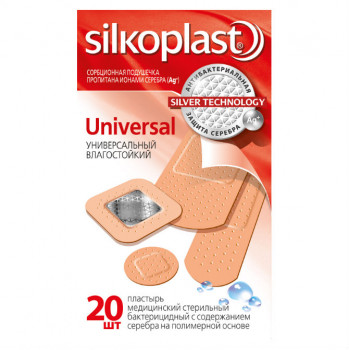 silkoplast®
СОРБЦИОННАЯ ПОДУШЕЧКА
ПРОПИТАНА ИОНАМИ СЕРЕБРА (Ag⁺)
АНТИБАКТЕРИАЛЬНАЯ
SILVER TECHNOLOGY
ЗАЩИТА СЕРЕБРА
Universal
УНИВЕРСАЛЬНЫЙ
ВЛАГОСТОЙКИЙ
20 ШТ
пластырь
медицинский стерильный
бактерицидный с содержанием
серебра на полимерной основе